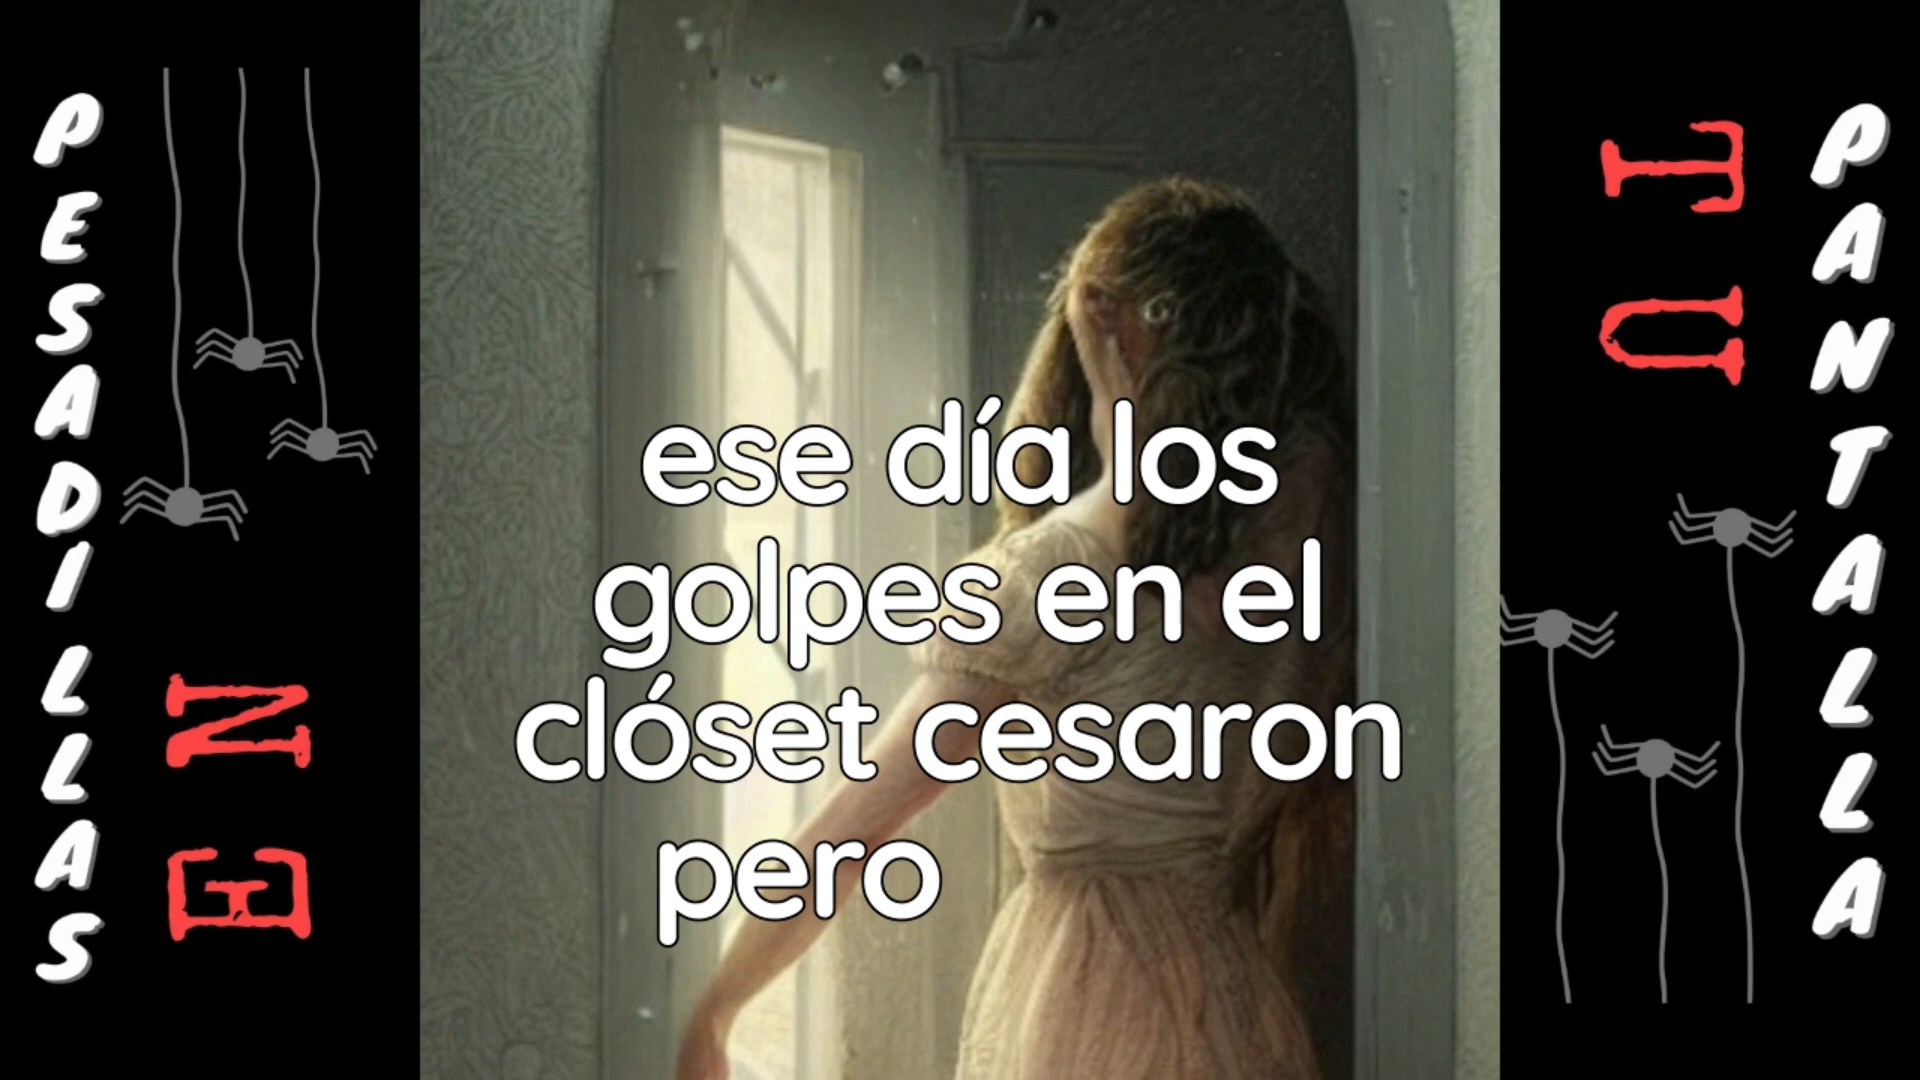 PESADILLAS
EN
ese día los
golpes en el
clóset cesaron
pero
TU
PANTALLA